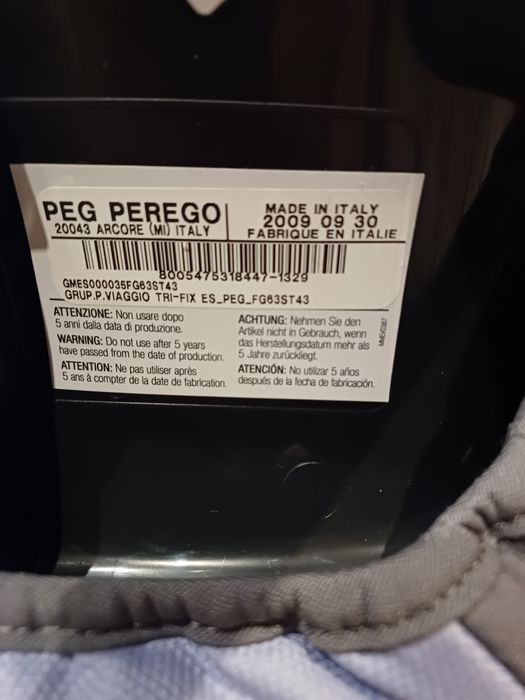 PEG PEREGO
20043 ARCORE (MI) ITALY
MADE IN ITALY
2009 09 30
FABRIQUE EN ITALIE
8005475318447-1329
GMES000035FG63ST43
GRUP.P.VIAGGIO TRI-FIX ES_PEG_FG63ST43
ATTENZIONE: Non usare dopo
5 anni dalla data di produzione.
WARNING: Do not use after 5 years
have passed from the date of production.
ATTENTION: Ne pas utiliser après
5 ans à compter de la date de fabrication.
ACHTUNG: Nehmen Sie den
Artikel nicht in Gebrauch, wenn
das Herstellungsdatum mehr als
5 Jahre zurückliegt.
ATENCIÓN: No utilizar 5 años
después de la fecha de fabricación.